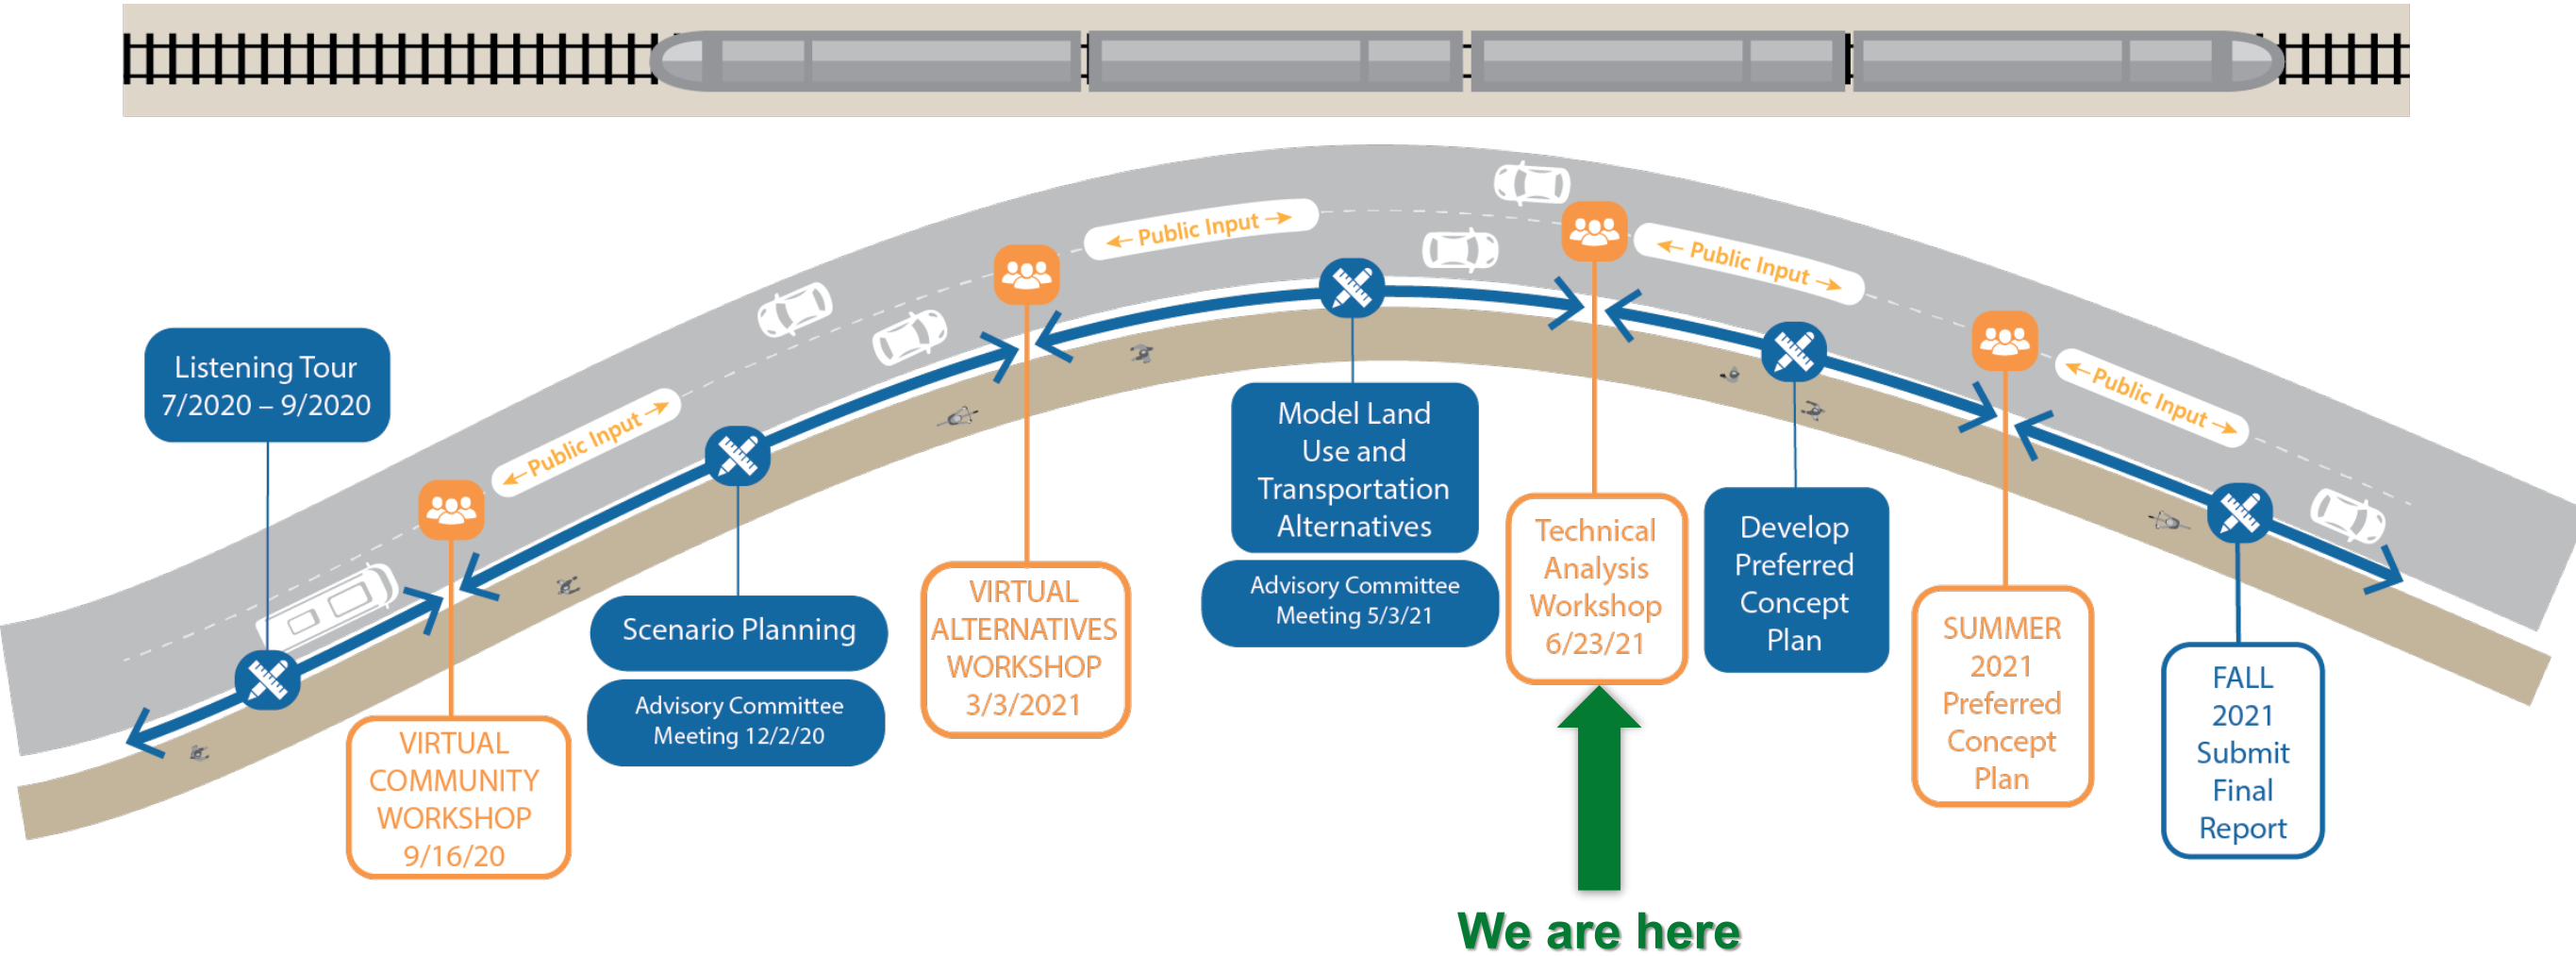 ← Public Input →
← Public Input →
← Public Input →
← Public Input →
Listening Tour
7/2020 – 9/2020
VIRTUAL
COMMUNITY
WORKSHOP
9/16/20
Scenario Planning
Advisory Committee
Meeting 12/2/20
VIRTUAL
ALTERNATIVES
WORKSHOP
3/3/2021
Model Land
Use and
Transportation
Alternatives
Advisory Committee
Meeting 5/3/21
Technical
Analysis
Workshop
6/23/21
Develop
Preferred
Concept
Plan
SUMMER
2021
Preferred
Concept
Plan
FALL
2021
Submit
Final
Report
We are here